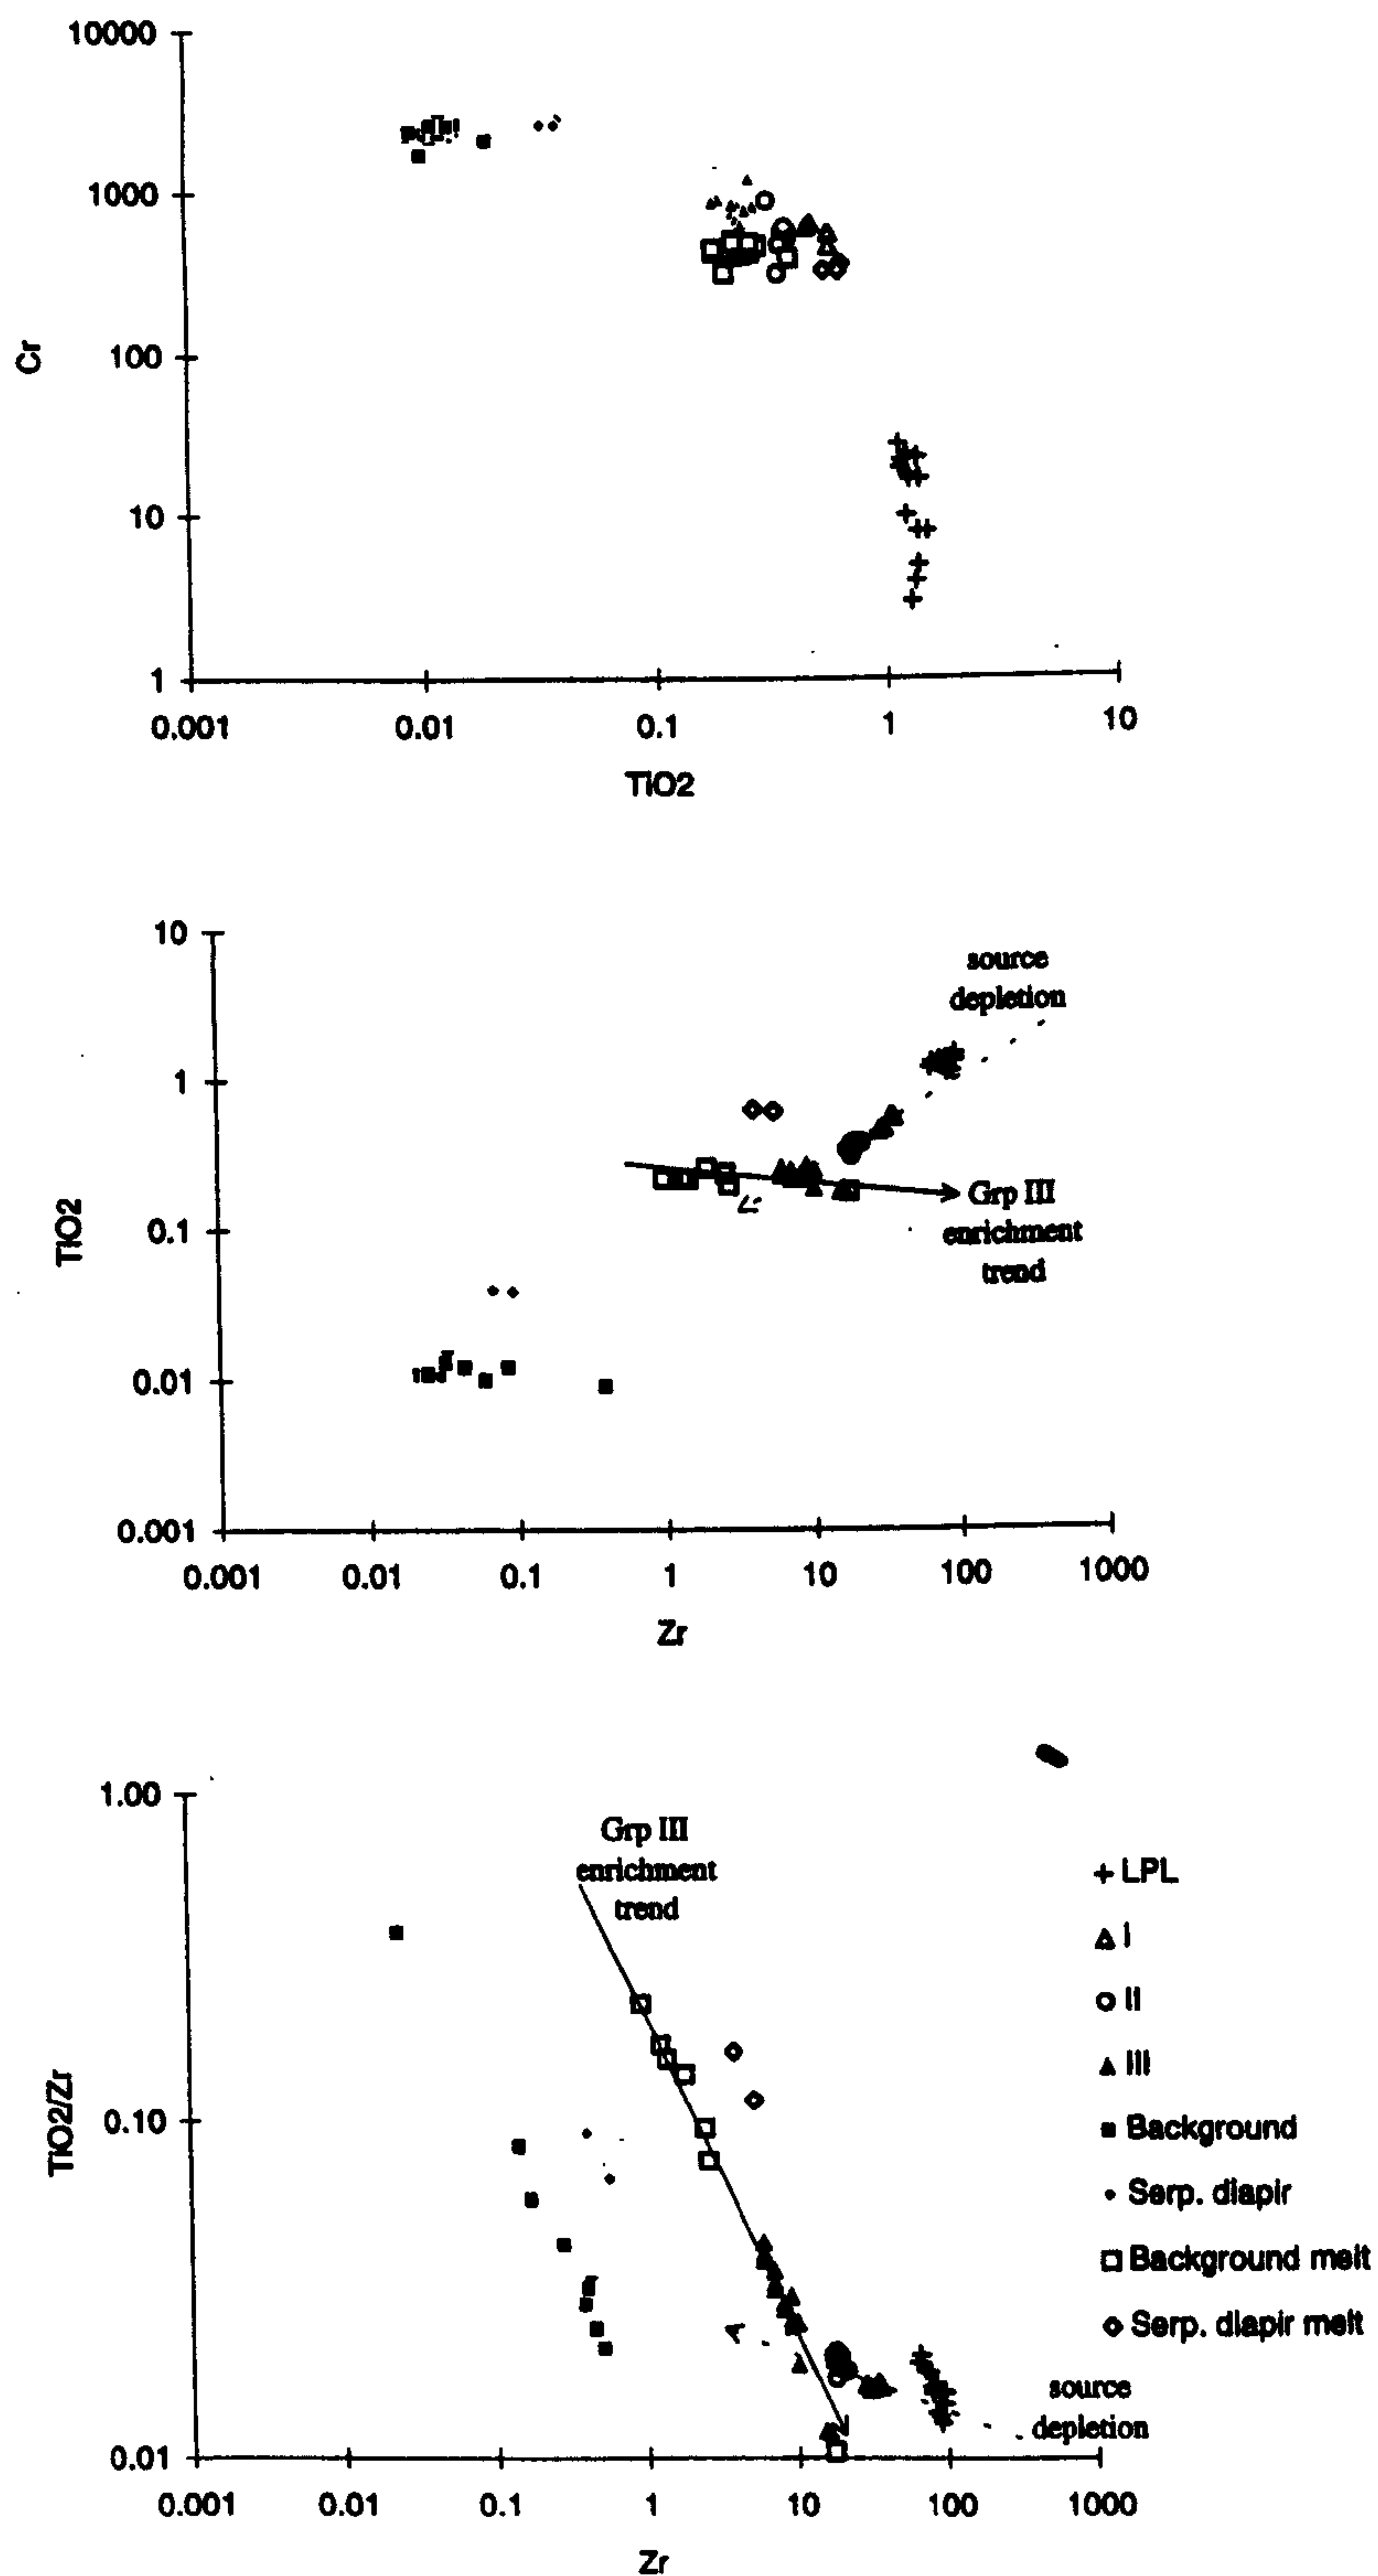 10000
1000
Cr
100
10
1
0.001
0.01
0.1
1
10
TiO2
10
source
depletion
1
Grp III
enrichment
trend
TiO2
0.1
0.01
0.001
0.001
0.01
0.1
1
10
100
1000
Zr
1.00
Grp III
enrichment
trend
LPL
I
II
III
TiO2/Zr
0.10
Background
Serp. diapir
Background melt
Serp. diapir melt
source
depletion
0.01
0.001
0.01
0.1
1
10
100
1000
Zr